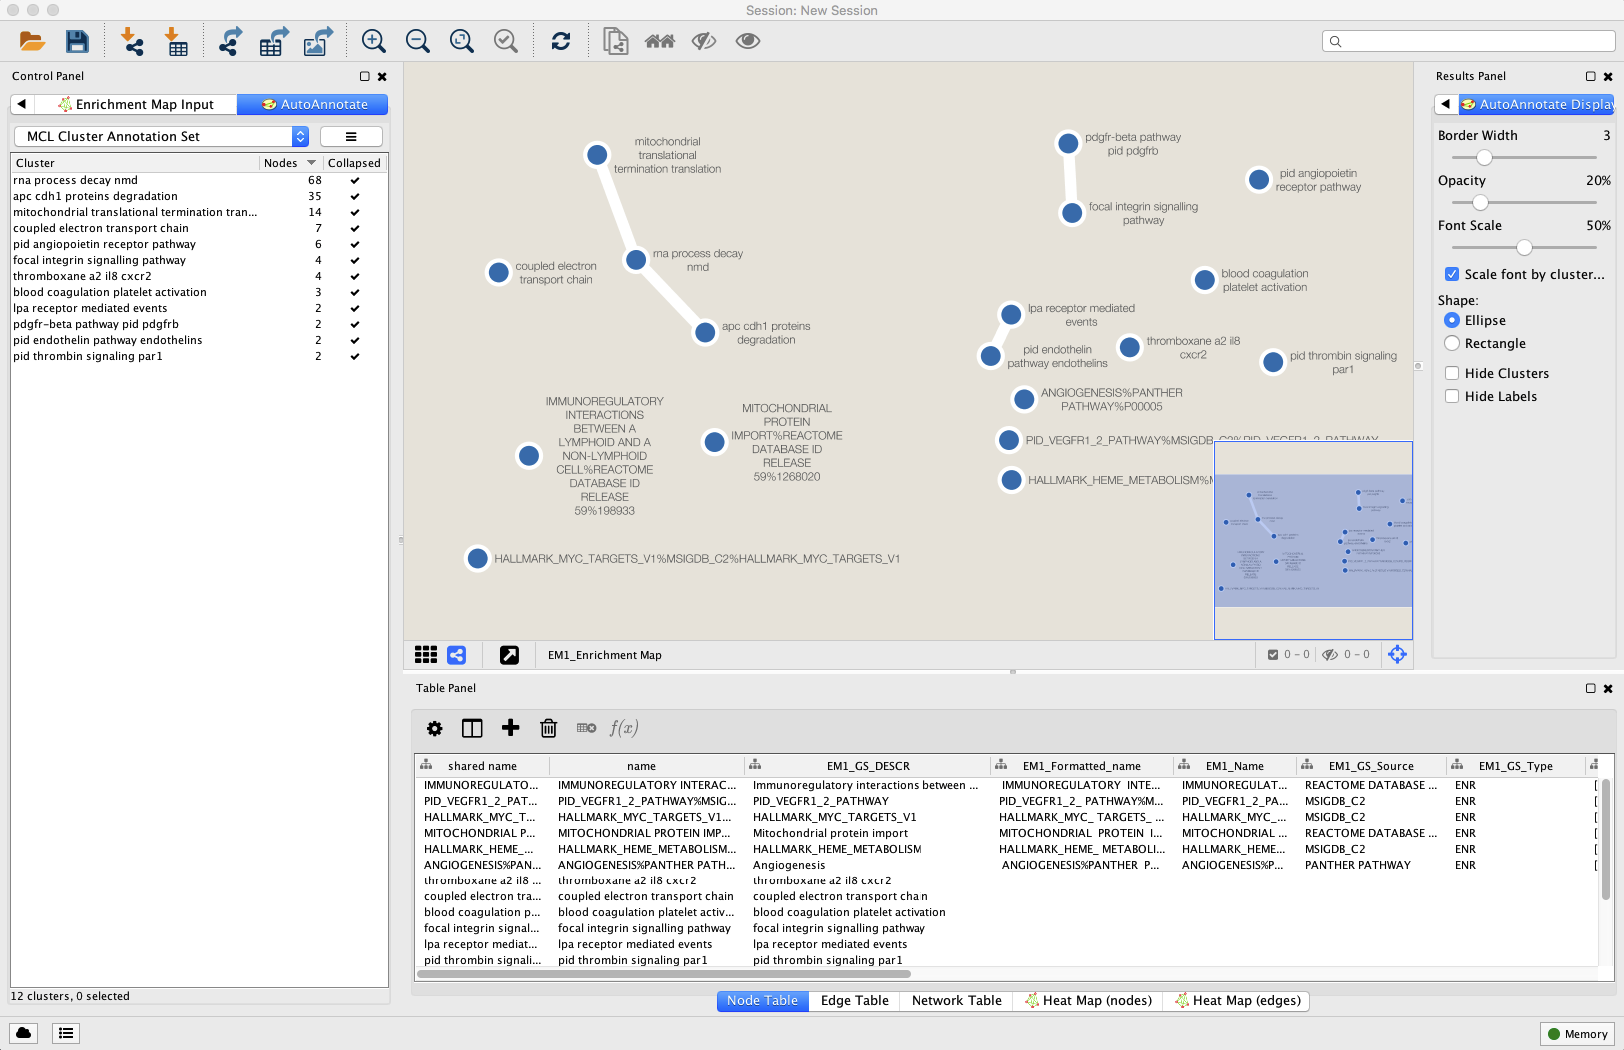 Session: New Session
Control Panel
Enrichment Map Input
AutoAnnotate
MCL Cluster Annotation Set
Cluster Nodes Collapsed
rna process decay nmd 68
apc cdh1 proteins degradation 35
mitochondrial translational termination tran... 14
coupled electron transport chain 7
pid angiopoietin receptor pathway 6
focal integrin signalling pathway 4
thromboxane a2 il8 cxcr2 4
blood coagulation platelet activation 3
lpa receptor mediated events 2
pdgfr-beta pathway pid pdgfrb 2
pid endothelin pathway endothelins 2
pid thrombin signaling par1 2
12 clusters, 0 selected
mitochondrial
translational
termination translation
pdgfr-beta pathway
pid pdgfrb
pid angiopoietin
receptor pathway
focal integrin signalling
pathway
rna process decay
nmd
coupled electron
transport chain
blood coagulation
platelet activation
lpa receptor mediated
events
apc cdh1 proteins
degradation
thromboxane a2 il8
cxcr2
pid endothelin
pathway endothelins
pid thrombin signaling
par1
ANGIOGENESIS%PANTHER
PATHWAY%P00005
IMMUNOREGULATORY
INTERACTIONS
BETWEEN A
LYMPHOID AND A
NON-LYMPHOID
CELL%REACTOME
DATABASE ID
RELEASE
59%198933
MITOCHONDRIAL
PROTEIN
IMPORT%REACTOME
DATABASE ID
RELEASE
59%1268020
PID_VEGFR1_2_PATHWAY%MSIGDB_C2%PID_VEGFR1_2_PATHWAY
HALLMARK_HEME_METABOLISM%M
HALLMARK_MYC_TARGETS_V1%MSIGDB_C2%HALLMARK_MYC_TARGETS_V1
EM1_Enrichment Map
0 - 0
0 - 0
Results Panel
AutoAnnotate Display
Border Width 3
Opacity 20%
Font Scale 50%
Scale font by cluster...
Shape:
Ellipse
Rectangle
Hide Clusters
Hide Labels
Table Panel
f(x)
shared name name EM1_GS_DESCR EM1_Formatted_name EM1_Name EM1_GS_Source EM1_GS_Type
IMMUNOREGULATO... IMMUNOREGULATORY INTERAC... Immunoregulatory interactions between ... IMMUNOREGULATORY INTE... IMMUNOREGULAT... REACTOME DATABASE ... ENR
PID_VEGFR1_2_PAT... PID_VEGFR1_2_PATHWAY%MSIG... PID_VEGFR1_2_PATHWAY PID_VEGFR1_2_ PATHWAY%M... PID_VEGFR1_2_PA... MSIGDB_C2 ENR
HALLMARK_MYC_T... HALLMARK_MYC_TARGETS_V1... HALLMARK_MYC_TARGETS_V1 HALLMARK_MYC_ TARGETS_ ... HALLMARK_MYC_... MSIGDB_C2 ENR
MITOCHONDRIAL P... MITOCHONDRIAL PROTEIN IMP... Mitochondrial protein import MITOCHONDRIAL PROTEIN I... MITOCHONDRIAL ... REACTOME DATABASE ... ENR
HALLMARK_HEME_... HALLMARK_HEME_METABOLISM... HALLMARK_HEME_METABOLISM HALLMARK_HEME_ METABOLI... HALLMARK_HEME... MSIGDB_C2 ENR
ANGIOGENESIS%PAN... ANGIOGENESIS%PANTHER PATH... Angiogenesis ANGIOGENESIS%PANTHER P... ANGIOGENESIS%P... PANTHER PATHWAY ENR
thromboxane a2 il8 ... thromboxane a2 il8 cxcr2 thromboxane a2 il8 cxcr2
coupled electron tra... coupled electron transport chain coupled electron transport chain
blood coagulation p... blood coagulation platelet activ... blood coagulation platelet activation
focal integrin signal... focal integrin signalling pathway focal integrin signalling pathway
lpa receptor mediat... lpa receptor mediated events lpa receptor mediated events
pid thrombin signali... pid thrombin signaling par1 pid thrombin signaling par1
Node Table
Edge Table
Network Table
Heat Map (nodes)
Heat Map (edges)
Memory